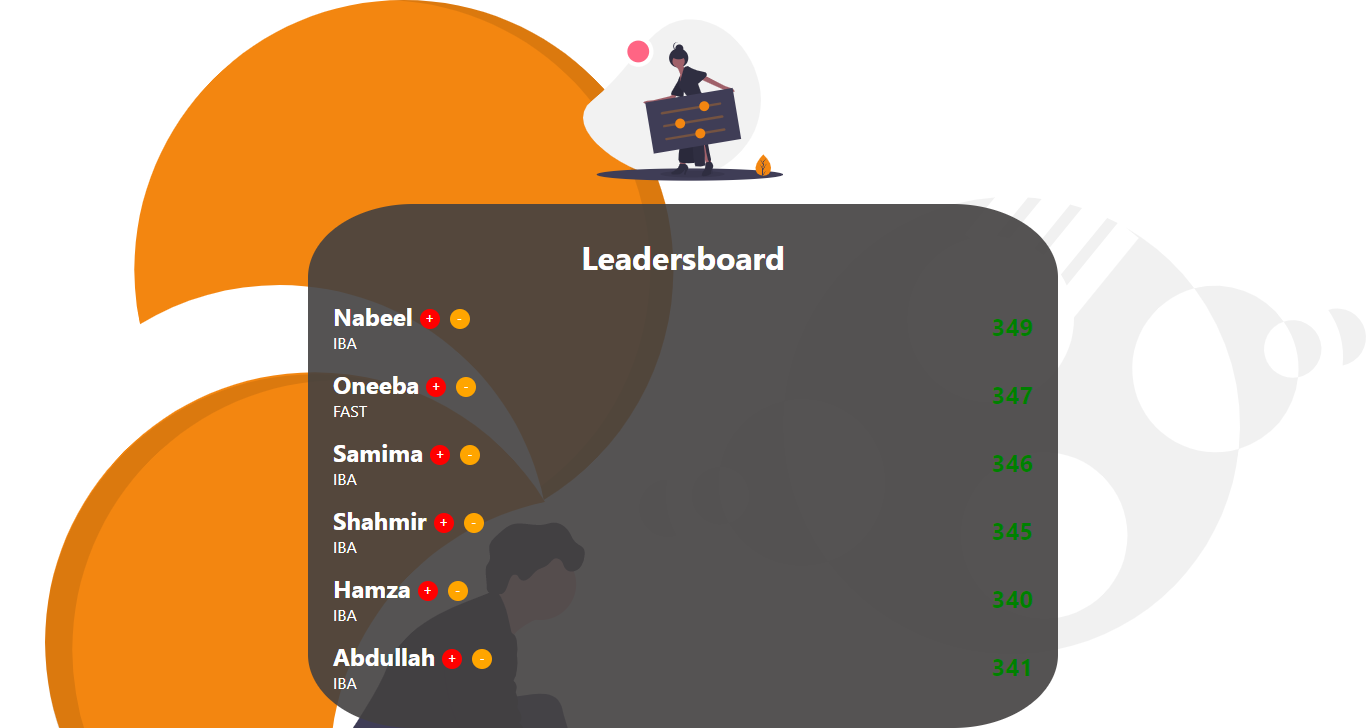 Leadersboard
Nabeel + -
IBA
349
Oneeba + -
FAST
347
Samima + -
IBA
346
Shahmir + -
IBA
345
Hamza + -
IBA
340
Abdullah + -
IBA
341